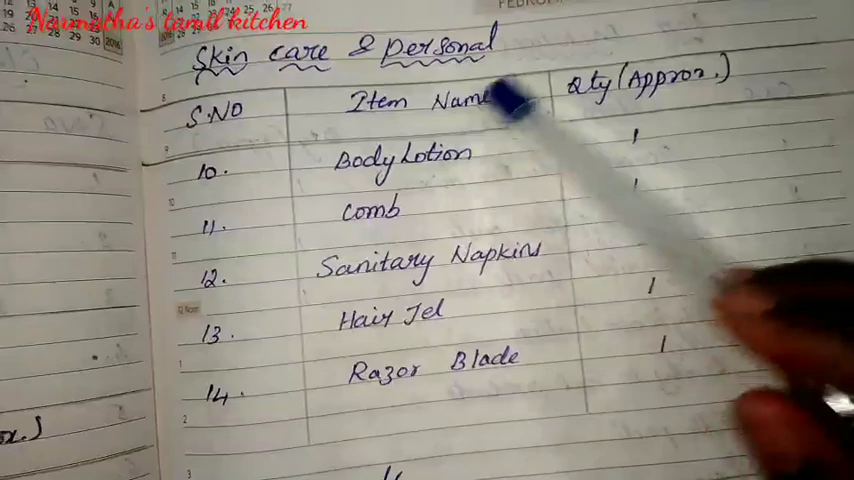 Narmatha's tamil kitchen
Skin care & personal
S.NO Item Name Qty (Approx.)
10. Body Lotion 1
11. Comb 1
12. Sanitary Napkins
13. Hair Jel 1
14. Razor Blade 1